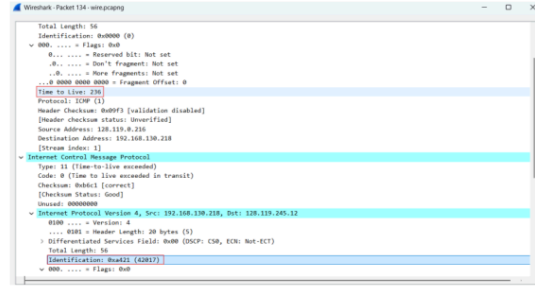 Wireshark · Packet 134 · wire.pcapng
Total Length: 56
Identification: 0x0000 (0)
000. .... = Flags: 0x0
0... .... = Reserved bit: Not set
.0.. .... = Don't fragment: Not set
..0. .... = More fragments: Not set
...0 0000 0000 0000 = Fragment Offset: 0
Time to Live: 236
Protocol: ICMP (1)
Header Checksum: 0x09f3 [validation disabled]
[Header checksum status: Unverified]
Source Address: 128.119.0.216
Destination Address: 192.168.130.218
[Stream index: 1]
Internet Control Message Protocol
Type: 11 (Time-to-live exceeded)
Code: 0 (Time to live exceeded in transit)
Checksum: 0xb6c1 [correct]
[Checksum Status: Good]
Unused: 00000000
Internet Protocol Version 4, Src: 192.168.130.218, Dst: 128.119.245.12
0100 .... = Version: 4
.... 0101 = Header Length: 20 bytes (5)
Differentiated Services Field: 0x00 (DSCP: CS0, ECN: Not-ECT)
Total Length: 56
Identification: 0xa421 (42017)
000. .... = Flags: 0x0